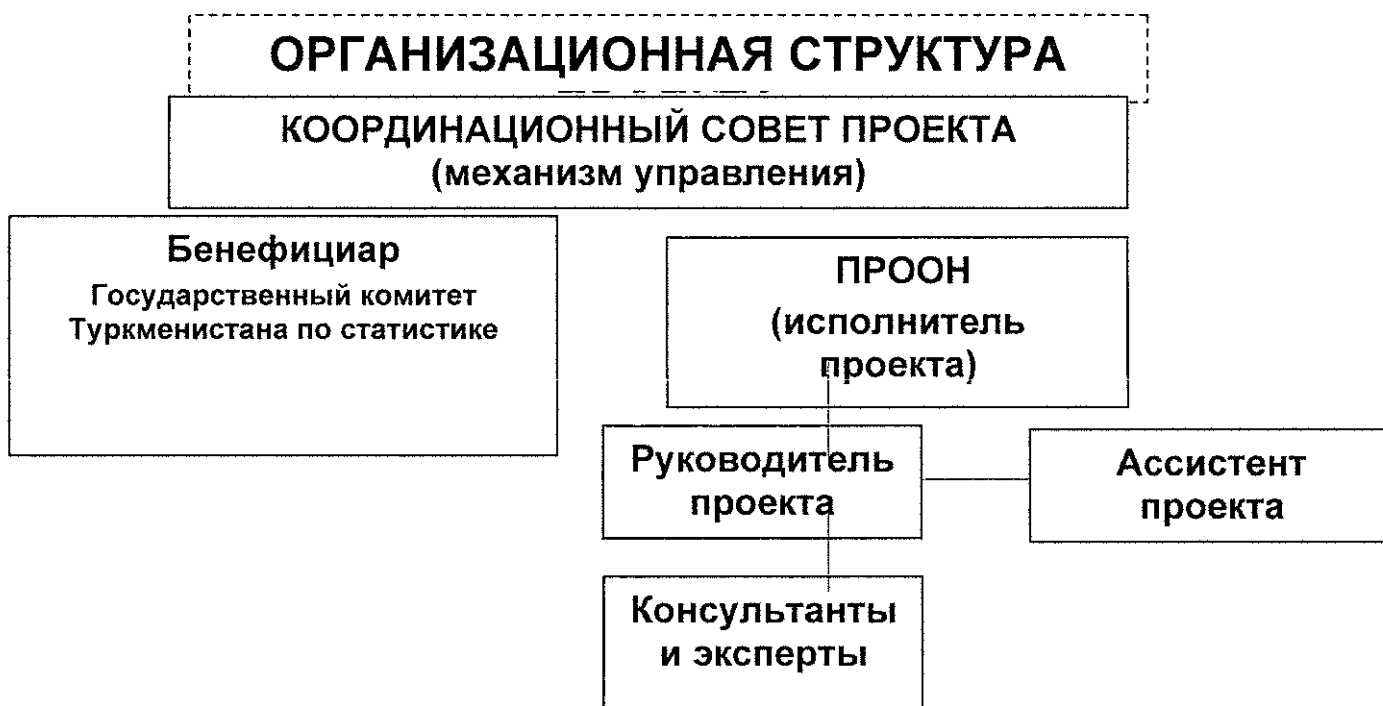 ОРГАНИЗАЦИОННАЯ СТРУКТУРА
КООРДИНАЦИОННЫЙ СОВЕТ ПРОЕКТА
(механизм управления)
Бенефициар
Государственный комитет
Туркменистана по статистике
ПРООН
(исполнитель
проекта)
Руководитель
проекта
Ассистент
проекта
Консультанты
и эксперты